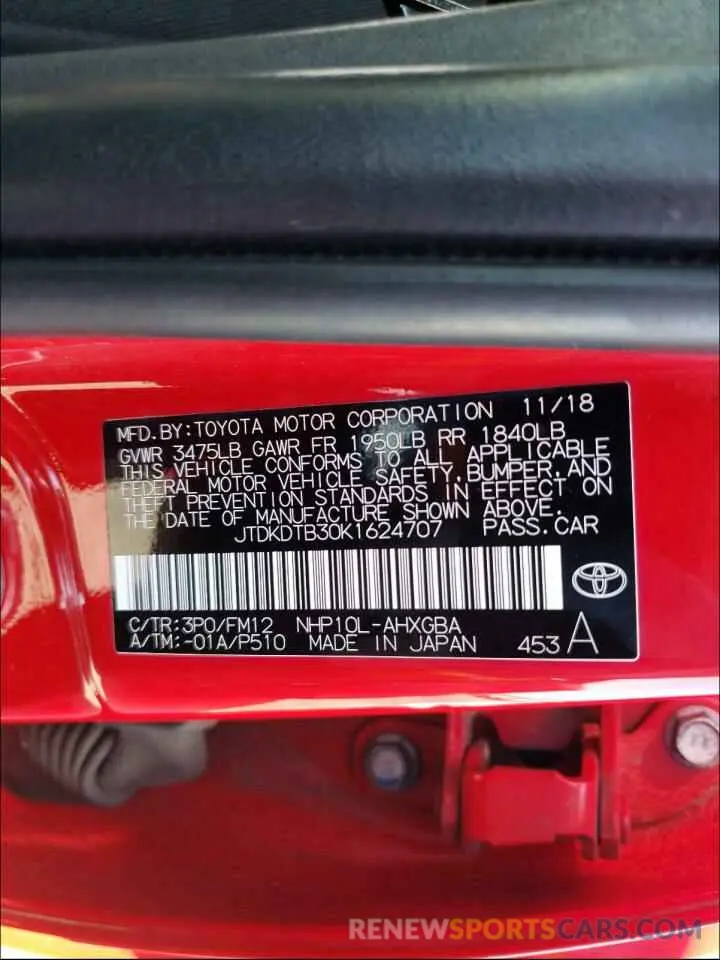 MFD.BY:TOYOTA MOTOR CORPORATION 11/18
GVWR 3475LB GAWR FR 1950LB RR 1840LB
THIS VEHICLE CONFORMS TO ALL APPLICABLE
FEDERAL MOTOR VEHICLE SAFETY,BUMPER,AND
THEFT PREVENTION STANDARDS IN EFFECT ON
THE DATE OF MANUFACTURE SHOWN ABOVE.
JTDKDTB30K1624707 PASS.CAR
C/TR:3P0/FM12 NHP10L-AHXGBA
A/TM:-01A/P510 MADE IN JAPAN 453 A
RENEWSPORTSCARS.COM